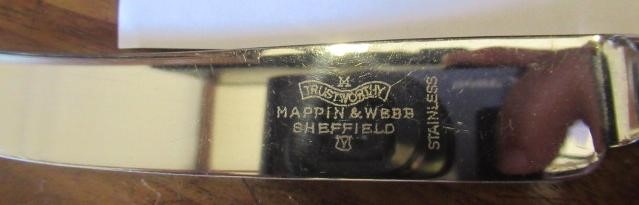 M
TRUSTWORTHY
MAPPIN & WEBB
SHEFFIELD
STAINLESS